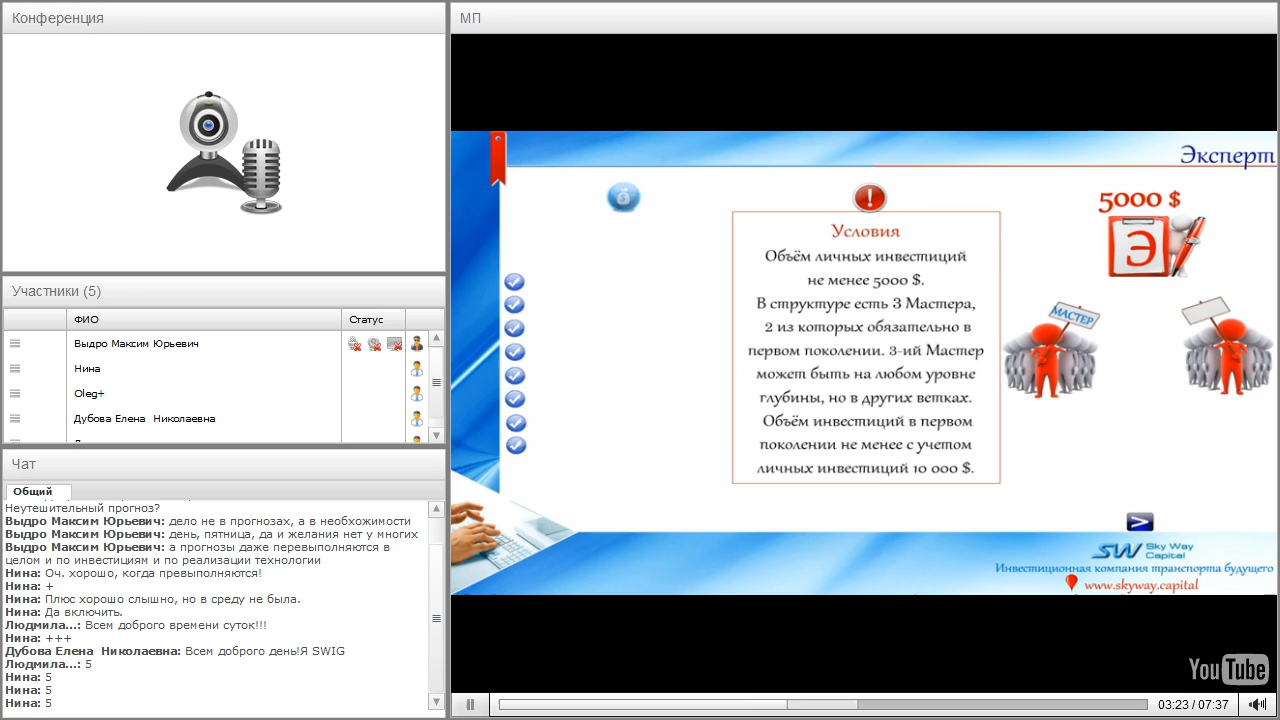 Конференция
МП
Эксперт
5000 $
Э
Условия
Объём личных инвестиций
не менее 5000 $.
В структуре есть 3 Мастера,
2 из которых обязательно в
первом поколении. 3-ий Мастер
может быть на любом уровне
глубины, но в других ветках.
Объём инвестиций в первом
поколении не менее с учетом
личных инвестиций 10 000 $.
МАСТЕР
SW Sky Way
Capital
Инвестиционная компания транспорта будущего
www.skyway.capital
YouTube
03:23 / 07:37
Участники (5)
ФИО Статус
Выдро Максим Юрьевич
Нина
Oleg+
Дубова Елена Николаевна
Чат
Общий
Неутешительный прогноз?
Выдро Максим Юрьевич: дело не в прогнозах, а в необхожимости
Выдро Максим Юрьевич: день, пятница, да и желания нет у многих
Выдро Максим Юрьевич: а прогнозы даже перевыполняются в
целом и по инвестициям и по реализации технологии
Нина: Оч. хорошо, когда превыполняются!
Нина: +
Нина: Плюс хорошо слышно, но в среду не была.
Нина: Да включить.
Людмила...: Всем доброго времени суток!!!
Нина: +++
Дубова Елена Николаевна: Всем доброго день!Я SWIG
Людмила...: 5
Нина: 5
Нина: 5
Нина: 5